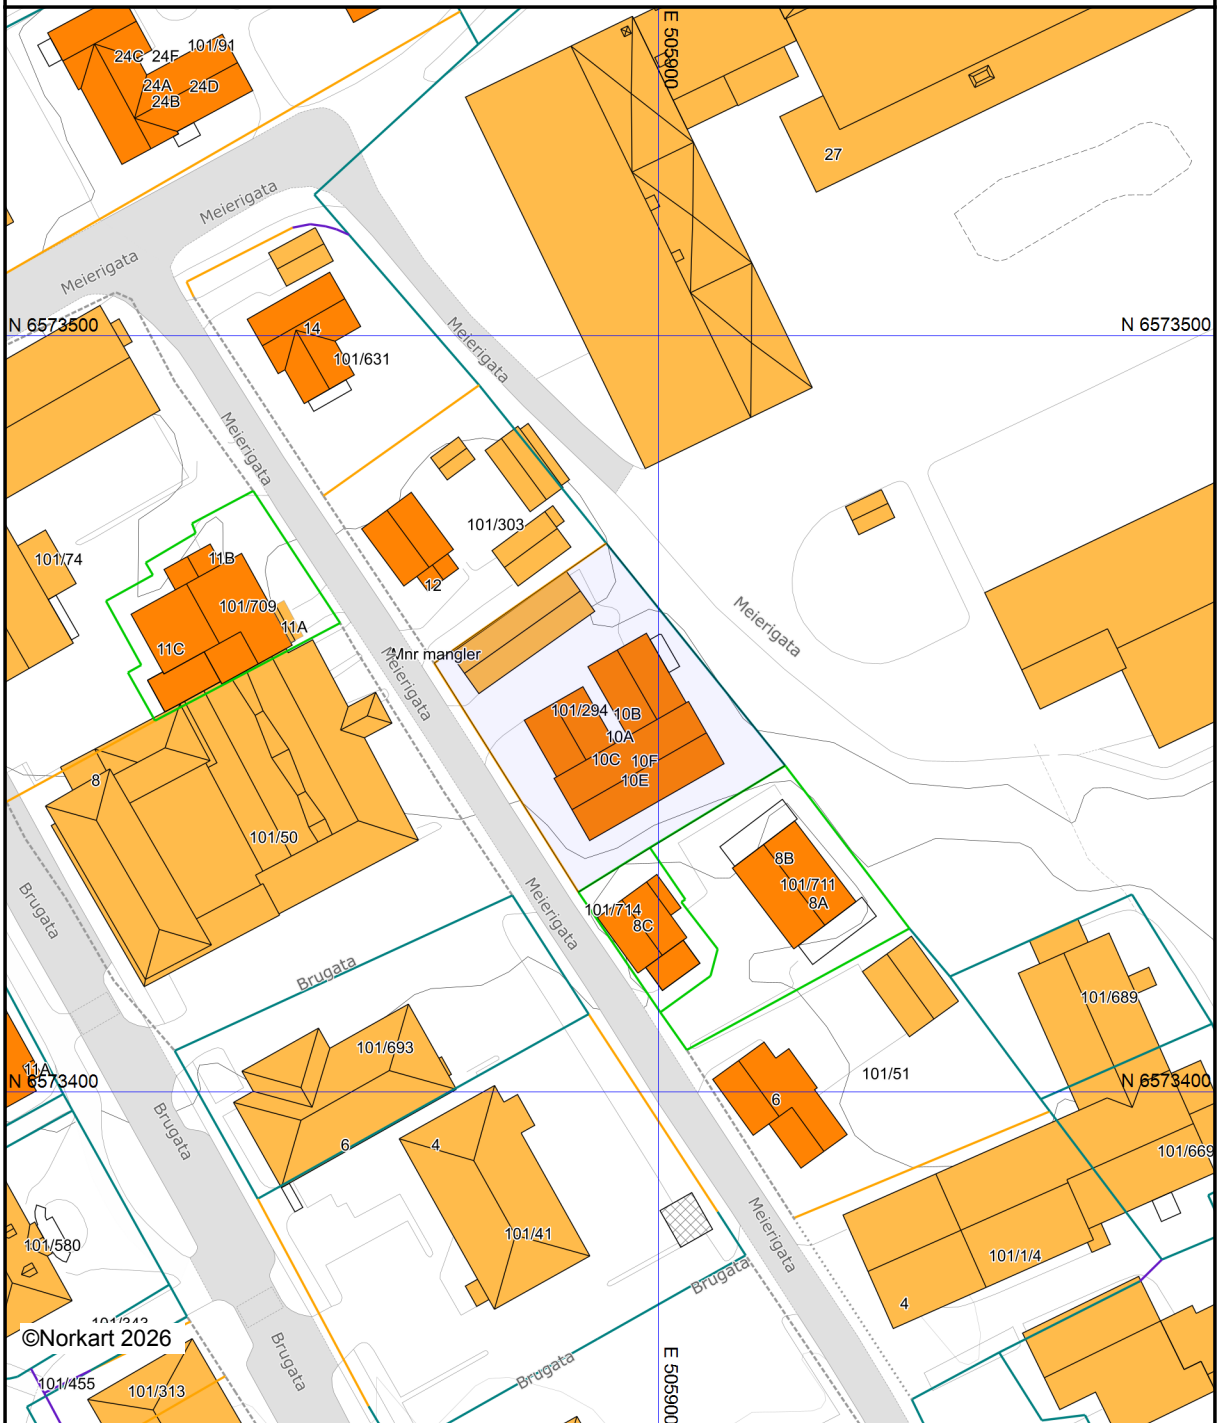 E 505900
101/91
24C 24F
24A 24D
24B
27
Meierigata
Meierigata
N 6573500
N 6573500
14
Meierigata
101/631
Meierigata
101/303
101/74
11B
12
101/709
11A
Meierigata
11C
Mnr mangler
Meierigata
101/294
10B
10A
10C
10F
10E
8
101/50
8B
101/711
8A
Brugata
101/714
8C
Meierigata
Brugata
101/689
101/693
11A
101/51
N 6573400
N 6573400
6
Brugata
6
4
101/669
Meierigata
101/41
101/580
101/1/4
Brugata
4
101/343
©Norkart 2026
Brugata
Brugata
E 505900
101/455
101/313